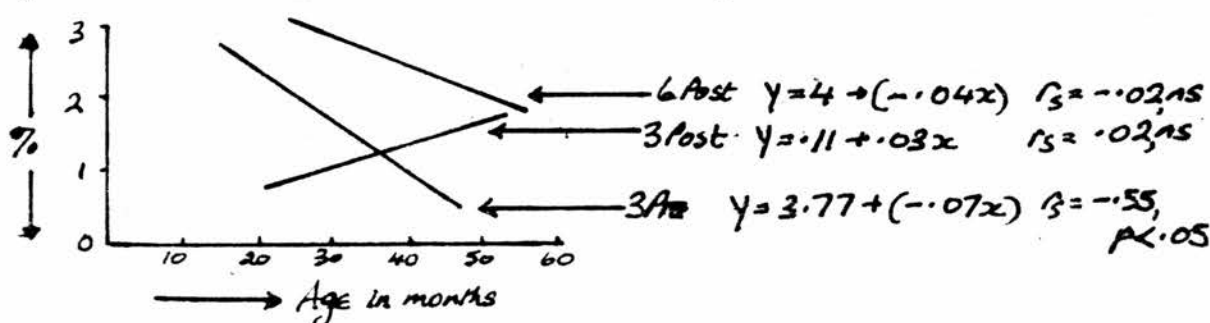 3
2
%
1
0
10 20 30 40 50 60
Age in months
6 Post y = 4 + (-.04x) rs = -.02, ns
3 Post. y = .11 + .03x rs = .02, ns
3 Pre y = 3.77 + (-.07x) rs = -.55,
p<.05